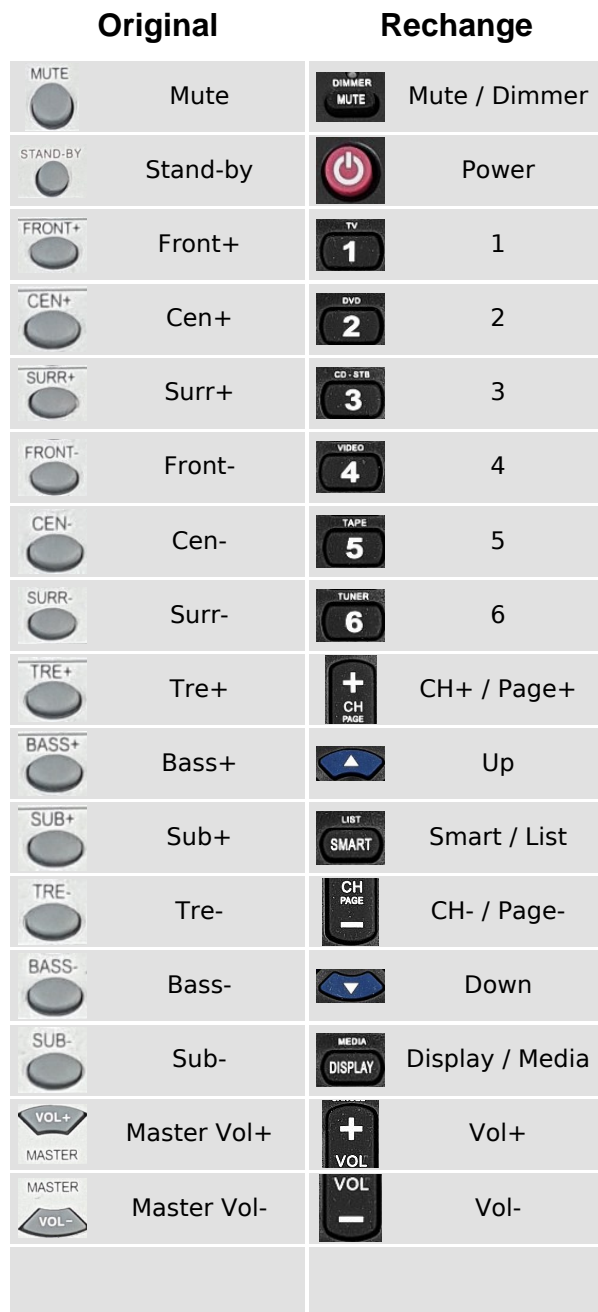 Original Rechange
MUTE Mute DIMMER MUTE Mute / Dimmer
STAND-BY Stand-by Power
FRONT+ Front+ TV 1 1
CEN+ Cen+ DVD 2 2
SURR+ Surr+ CD-STB 3 3
FRONT- Front- VIDEO 4 4
CEN- Cen- TAPE 5 5
SURR- Surr- TUNER 6 6
TRE+ Tre+ + CH PAGE CH+ / Page+
BASS+ Bass+ Up
SUB+ Sub+ LIST SMART Smart / List
TRE- Tre- CH PAGE - CH- / Page-
BASS- Bass- Down
SUB- Sub- MEDIA DISPLAY Display / Media
VOL+ MASTER Master Vol+ + VOL Vol+
MASTER VOL- Master Vol- VOL - Vol-